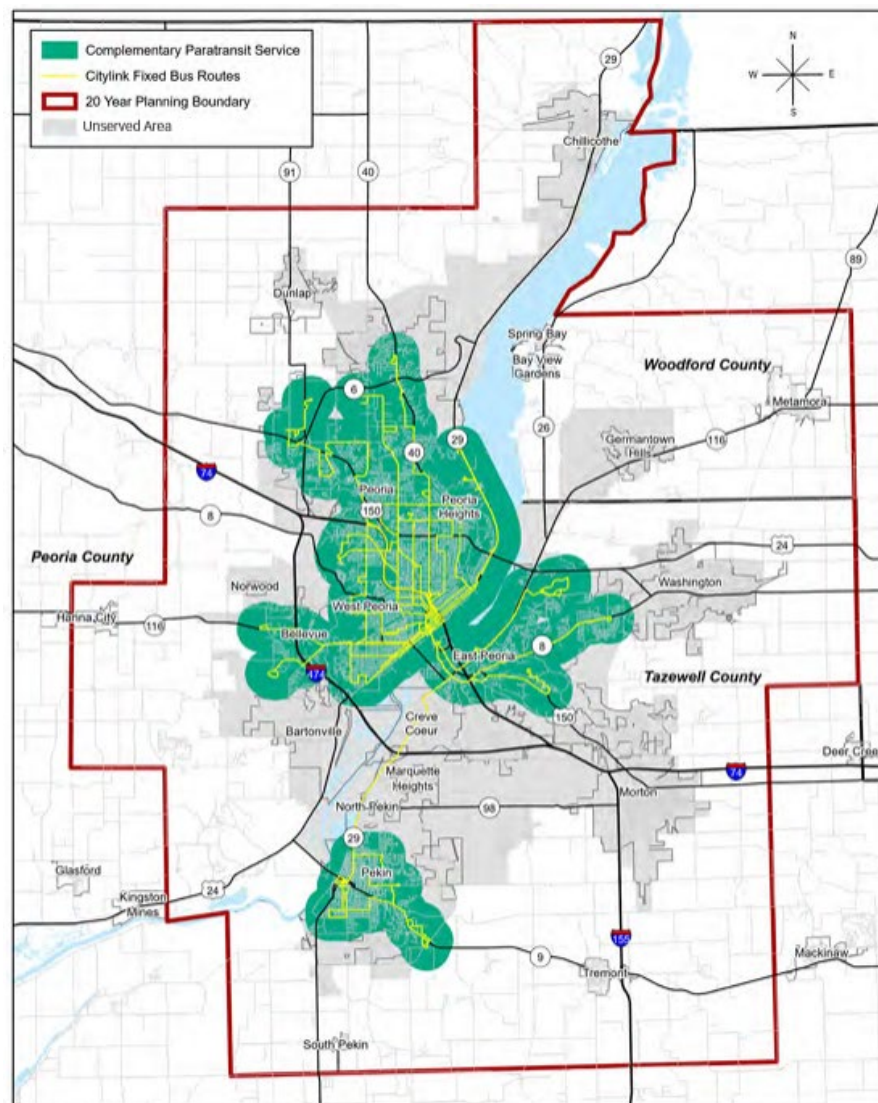 Complementary Paratransit Service
Citylink Fixed Bus Routes
20 Year Planning Boundary
Unserved Area
N
W
E
S
29
Chillicothe
91
40
89
Dunlap
Spring Bay
Bay View
Gardens
Woodford County
6
Metamora
29
26
Germantown
Hills
116
40
74
Peoria
Peoria
Heights
150
8
24
Peoria County
Norwood
Washington
West Peoria
Hanna City
116
Bellevue
8
East Peoria
474
Tazewell County
Creve
Coeur
150
Bartonville
Deer Cree
74
Marquette
Heights
Morton
North Pekin
98
29
Glasford
Pekin
24
Kingston
Mines
155
9
Mackinaw
Tremont
South Pekin